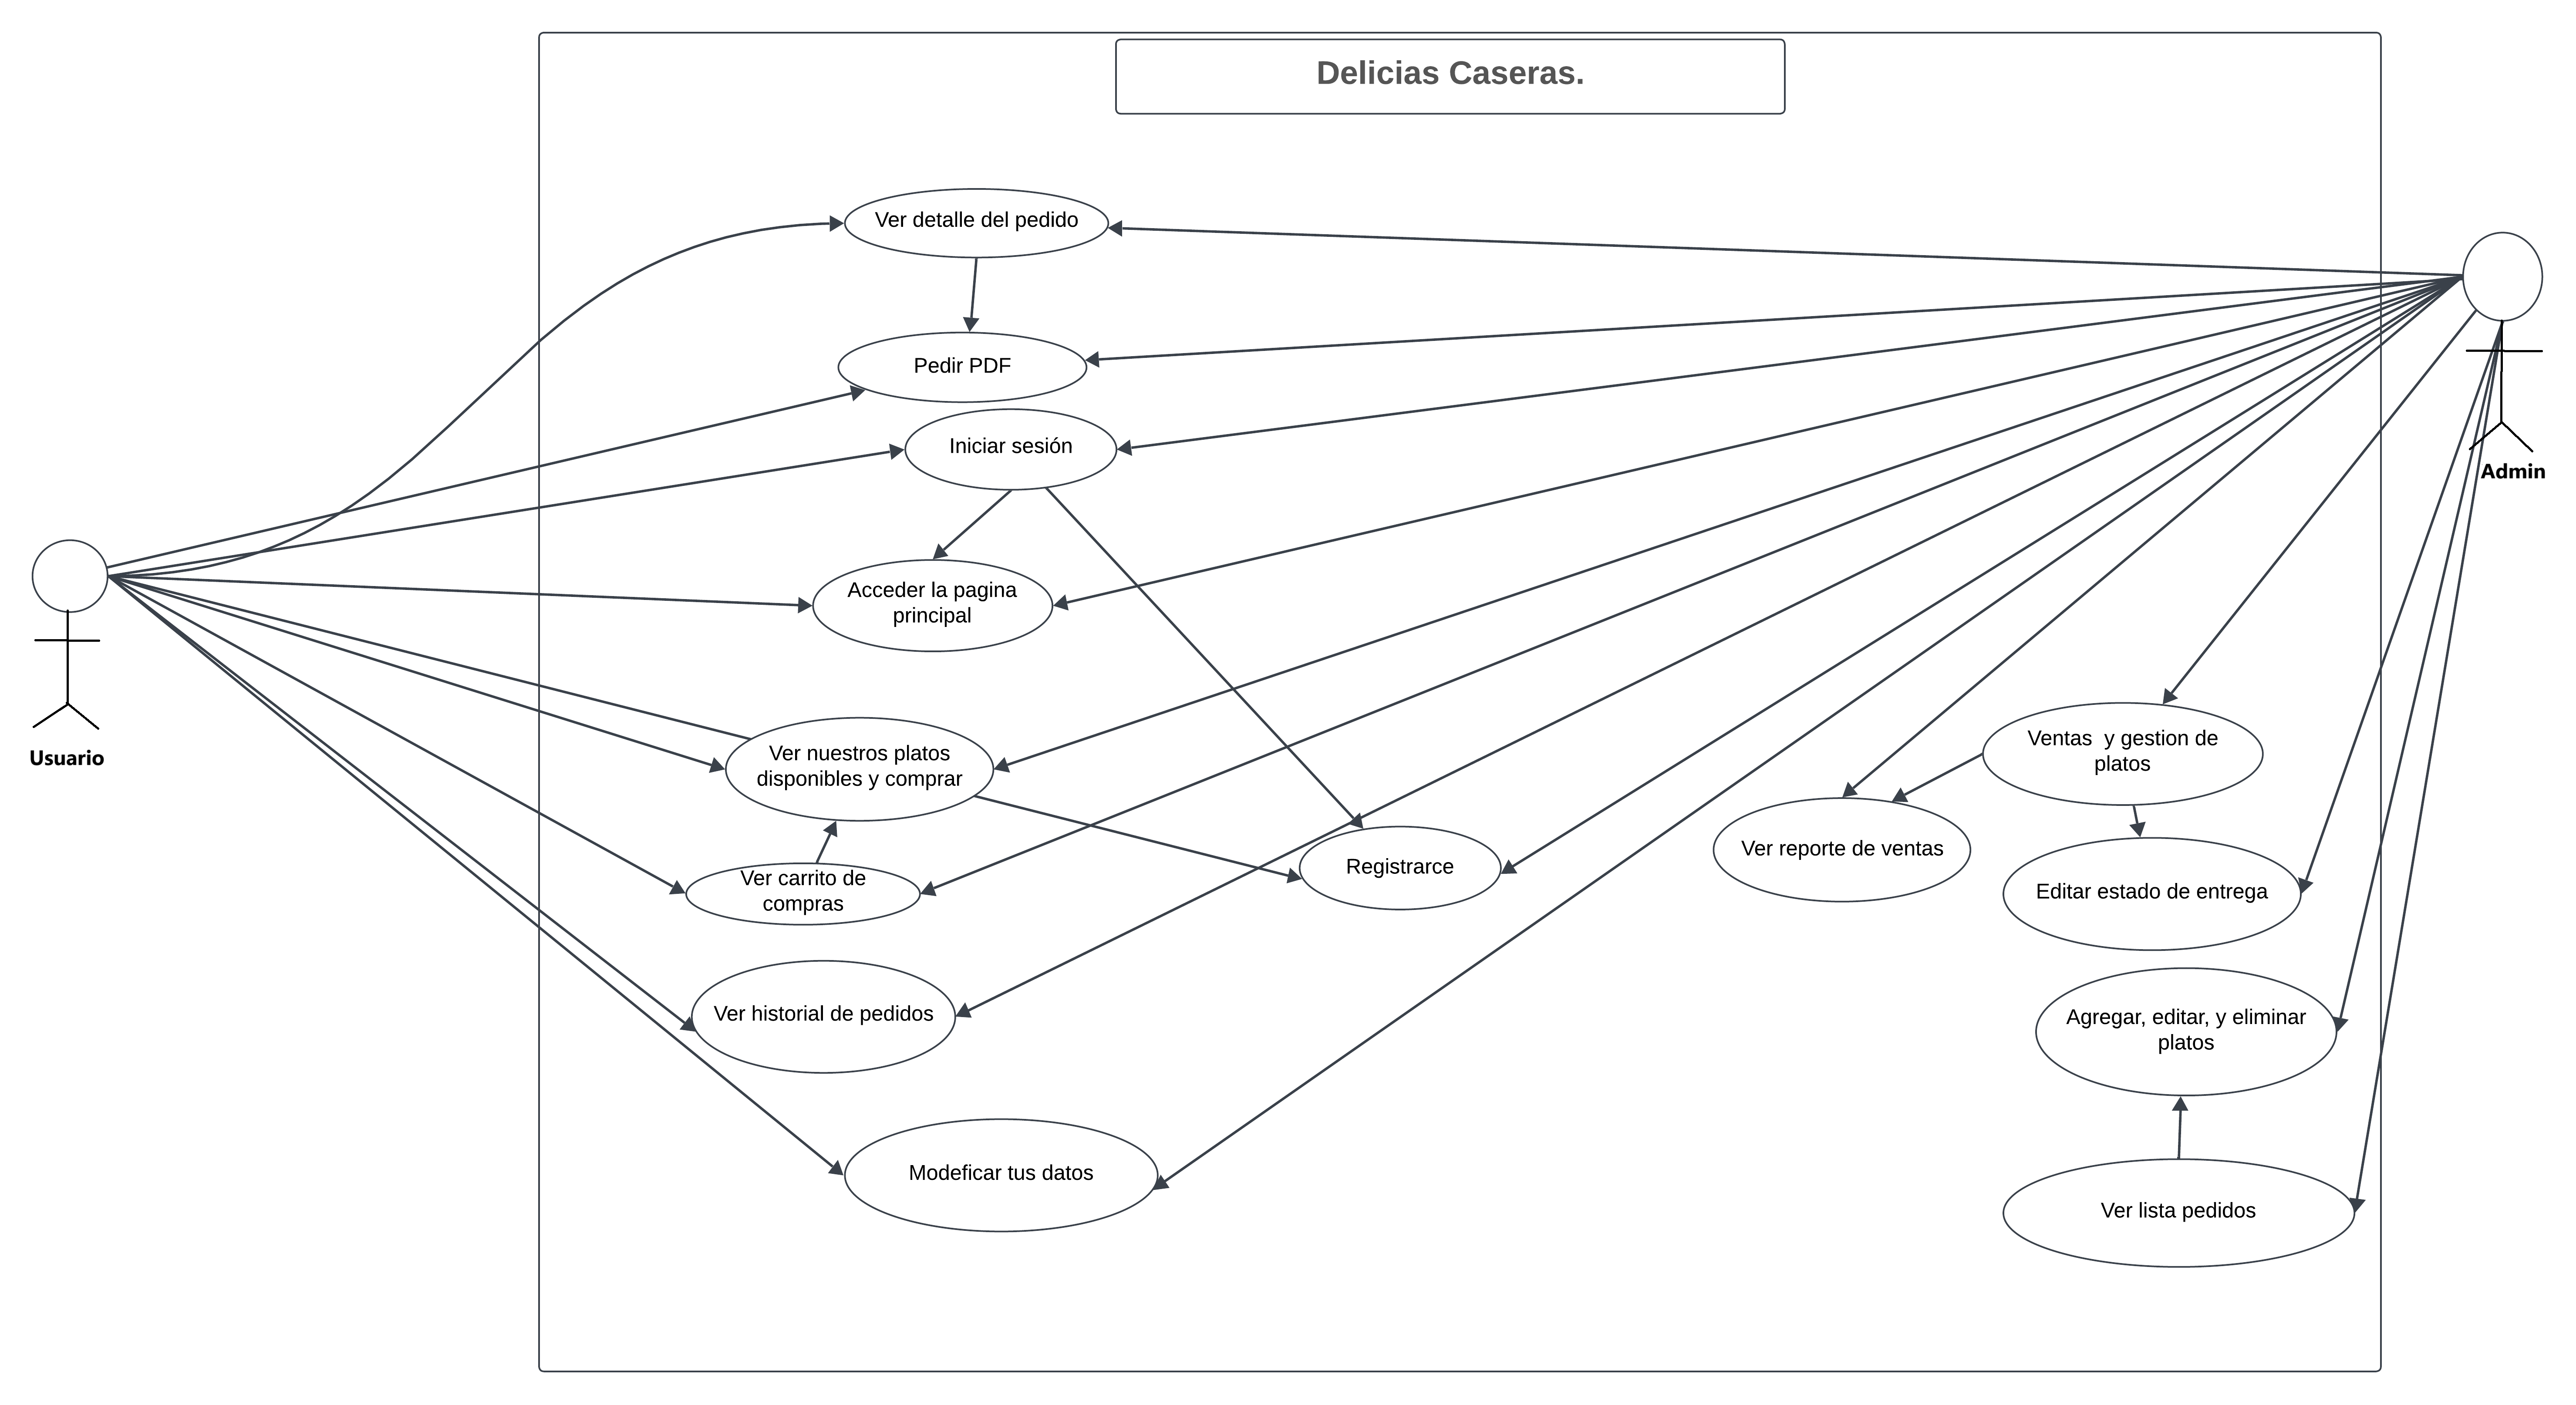 Delicias Caseras.
Ver detalle del pedido
Pedir PDF
Iniciar sesión
Admin
Acceder la pagina
principal
Usuario
Ver nuestros platos
disponibles y comprar
Ventas  y gestion de
platos
Ver reporte de ventas
Registrarce
Ver carrito de
compras
Editar estado de entrega
Ver historial de pedidos
Agregar, editar, y eliminar
platos
Modeficar tus datos
Ver lista pedidos